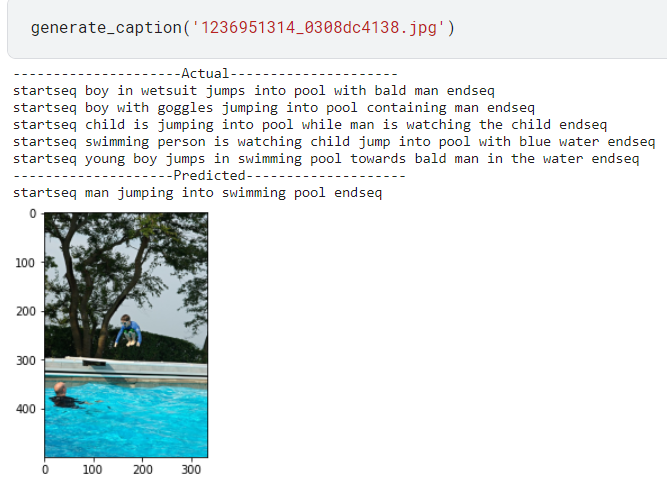 generate_caption('1236951314_0308dc4138.jpg')
---------------------Actual---------------------
startseq boy in wetsuit jumps into pool with bald man endseq
startseq boy with goggles jumping into pool containing man endseq
startseq child is jumping into pool while man is watching the child endseq
startseq swimming person is watching child jump into pool with blue water endseq
startseq young boy jumps in swimming pool towards bald man in the water endseq
--------------------Predicted--------------------
startseq man jumping into swimming pool endseq
0
100
200
300
400
0 100 200 300